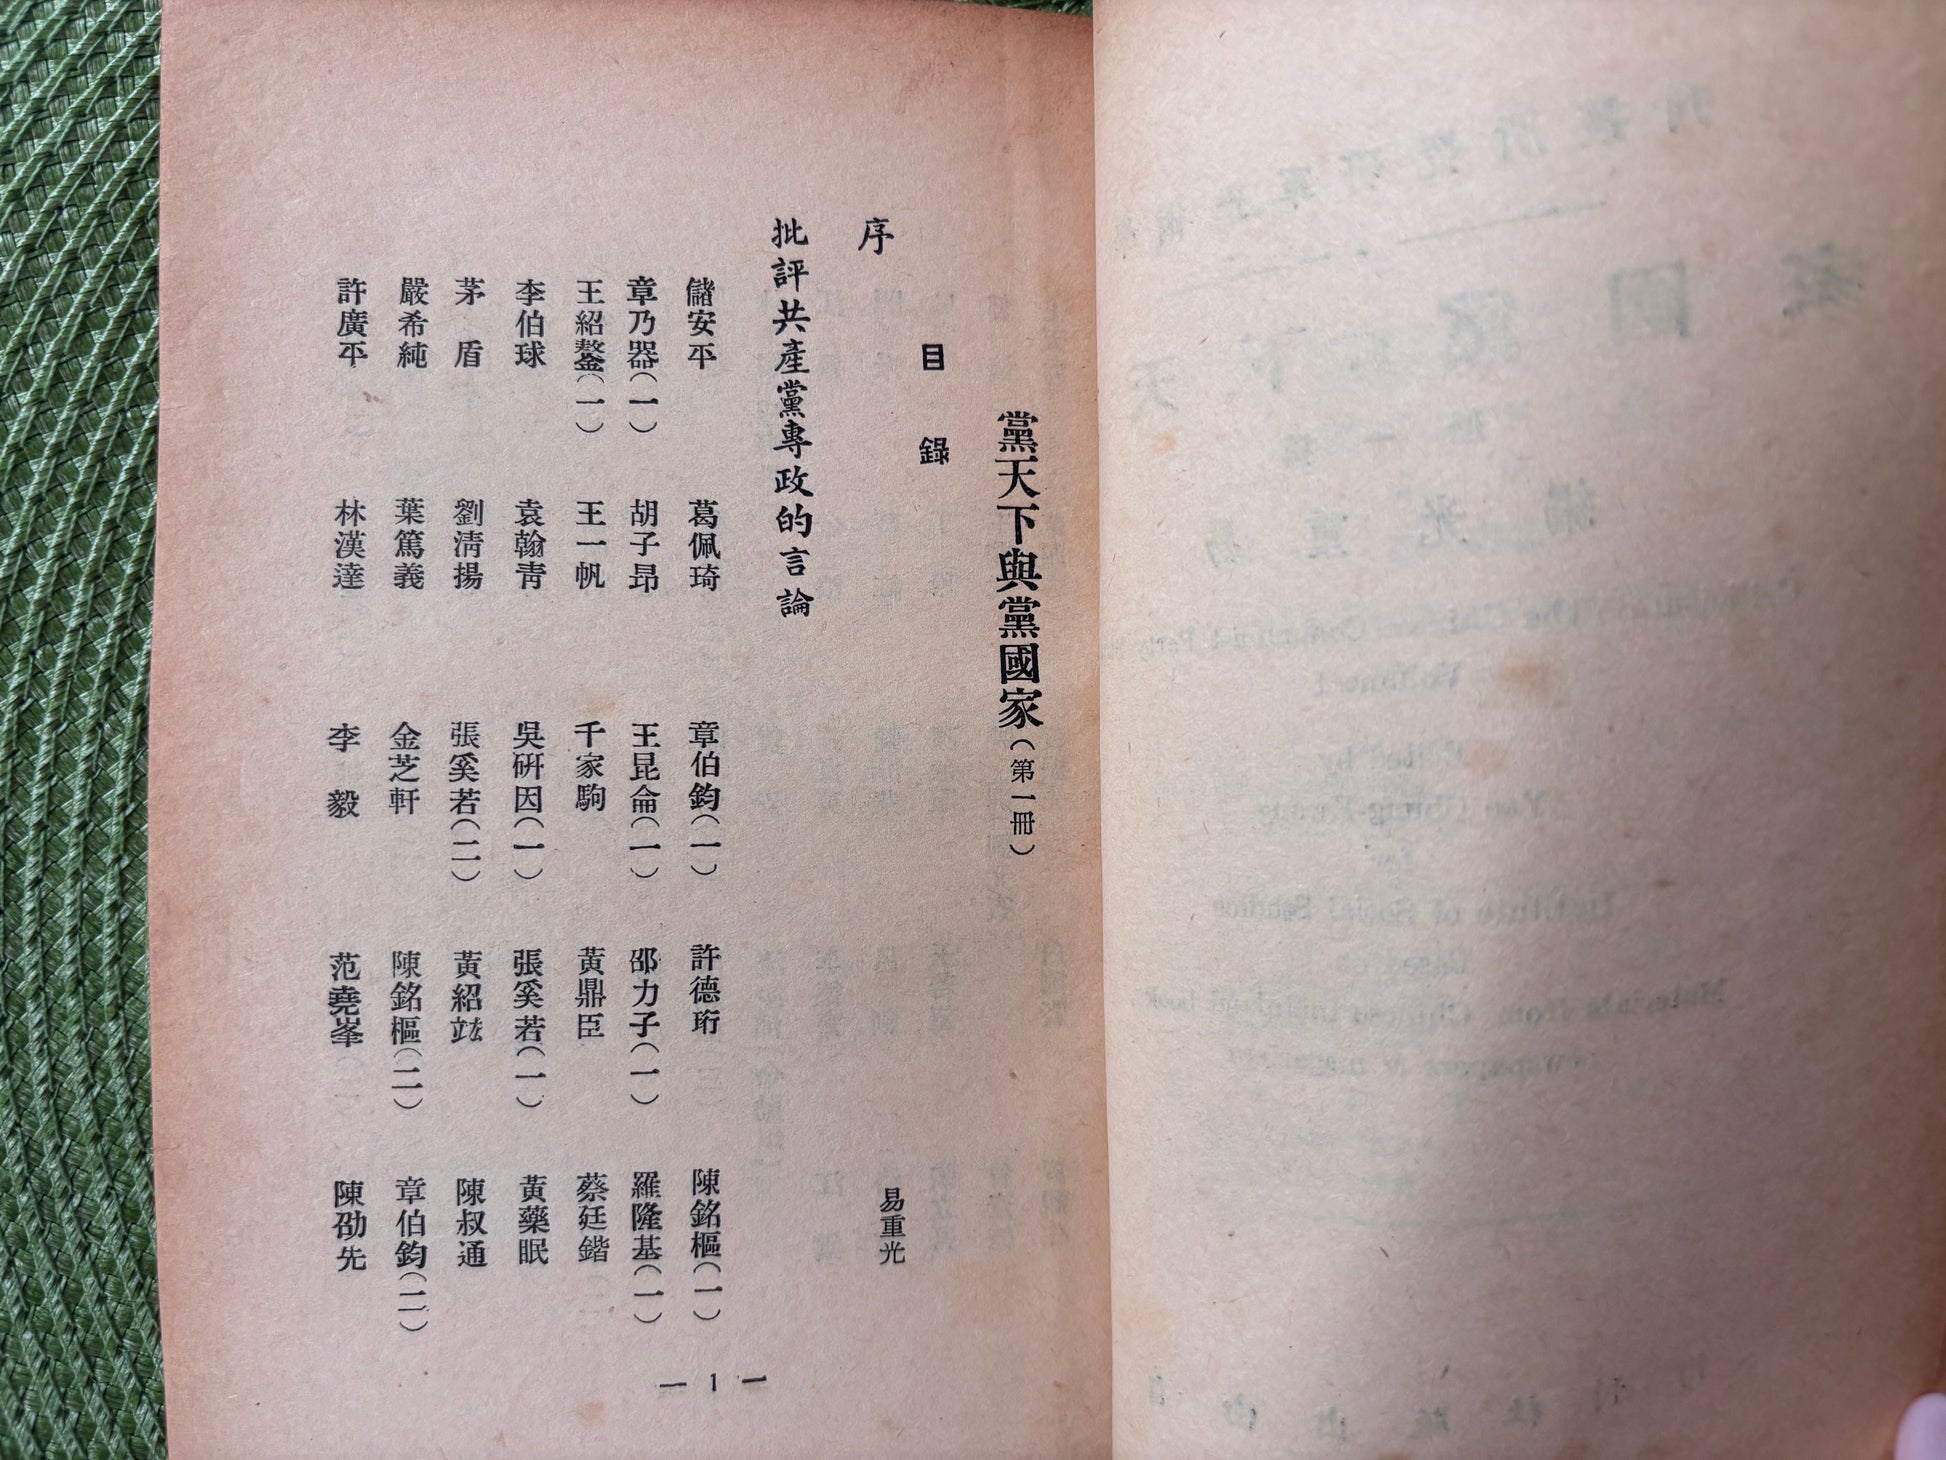 黨天下與黨國家(第一冊)
目錄
序 易重光
批評共產黨專政的言論
儲安平 葛佩琦 章伯鈞(一) 許德珩 陳銘樞(一)
章乃器(一) 胡子昂 王昆侖(一) 邵力子(一) 羅隆基(一)
王紹鏊(一) 王一帆 千家駒 黃鼎臣 蔡廷鍇
李伯球 袁翰青 吳研因(一) 張奚若(一) 黃藥眠
茅盾 劉淸揚 張奚若(二) 黃紹竑 陳叔通
嚴希純 葉篤義 金芝軒 陳銘樞(二) 章伯鈞(二)
許廣平 林漢達 李毅 范堯峯 陳劭先
— 1 —